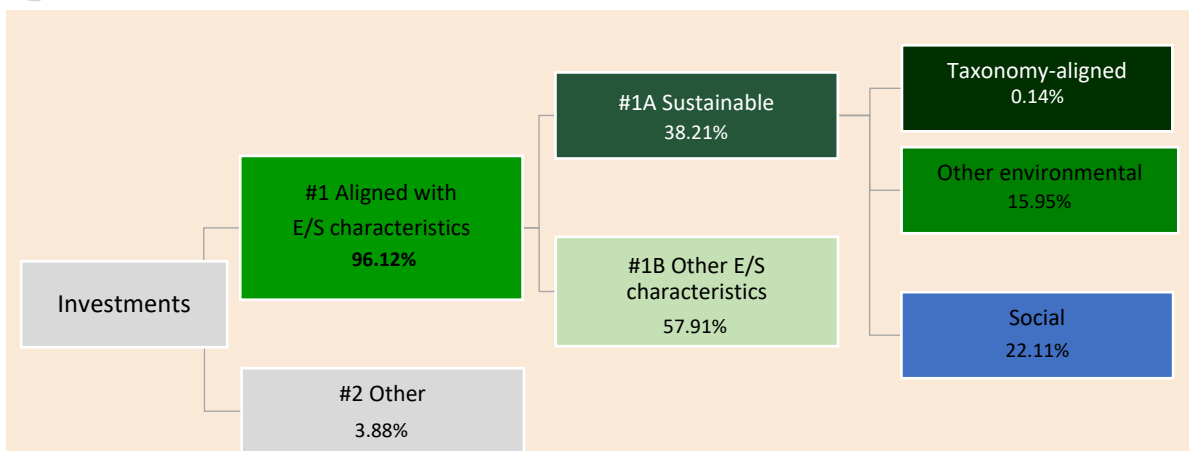 Investments
#1 Aligned with
E/S characteristics
96.12%
#2 Other
3.88%
#1A Sustainable
38.21%
#1B Other E/S
characteristics
57.91%
Taxonomy-aligned
0.14%
Other environmental
15.95%
Social
22.11%